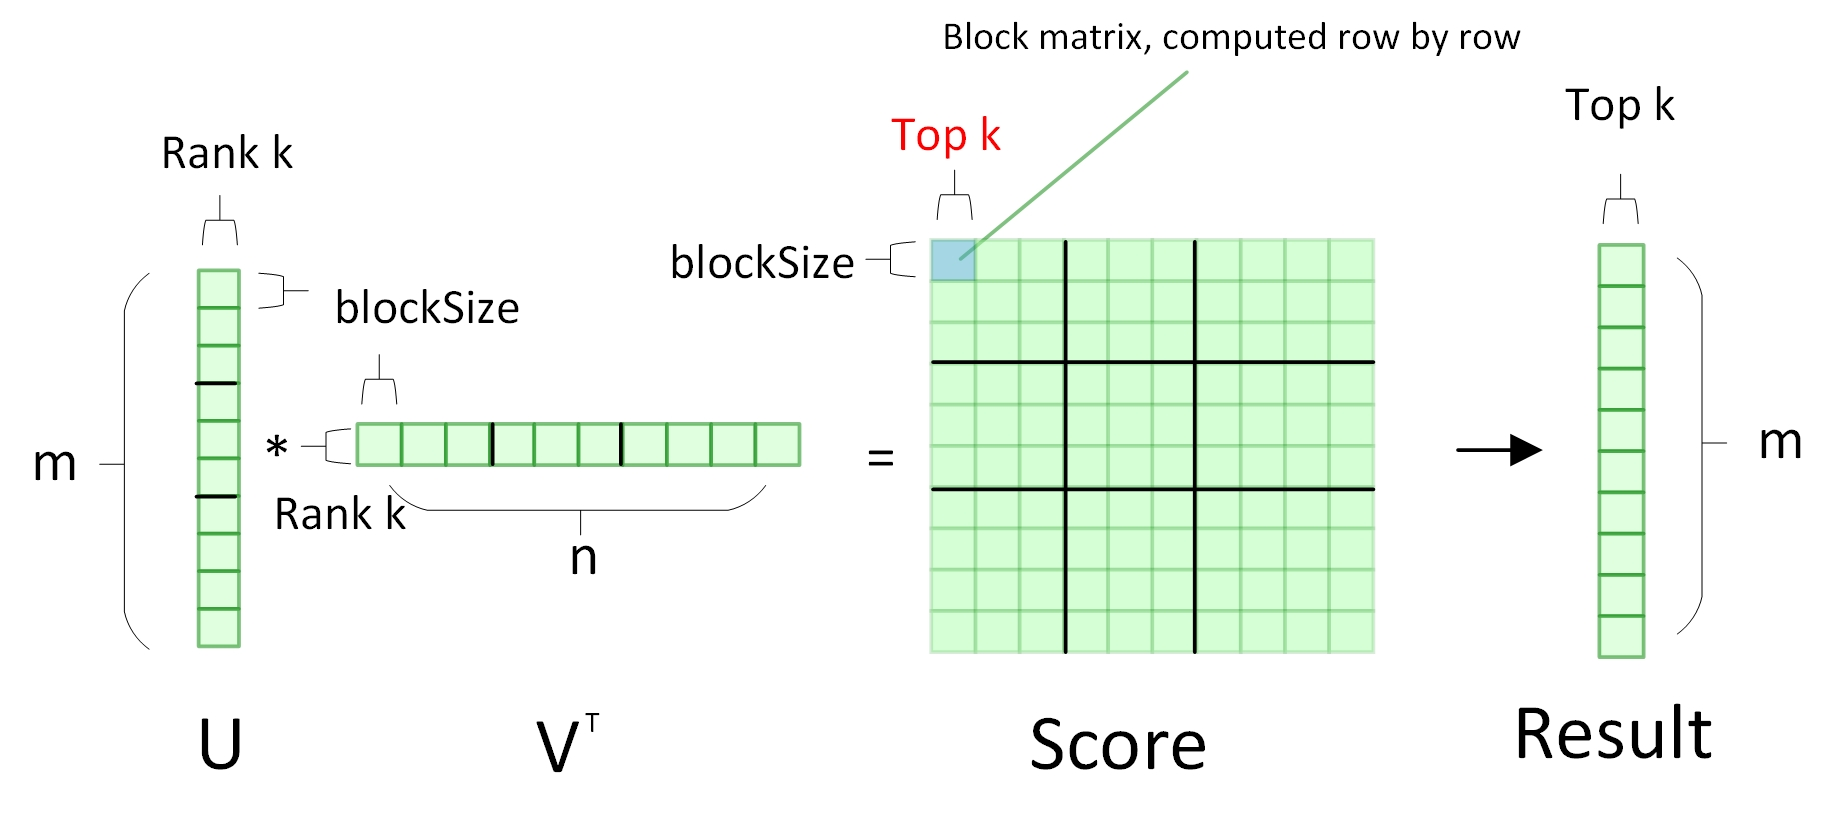 Block matrix, computed row by row
Top k
Top k
Rank k
blockSize
blockSize
m
*
Rank k
n
=
m
U
V^T
Score
Result